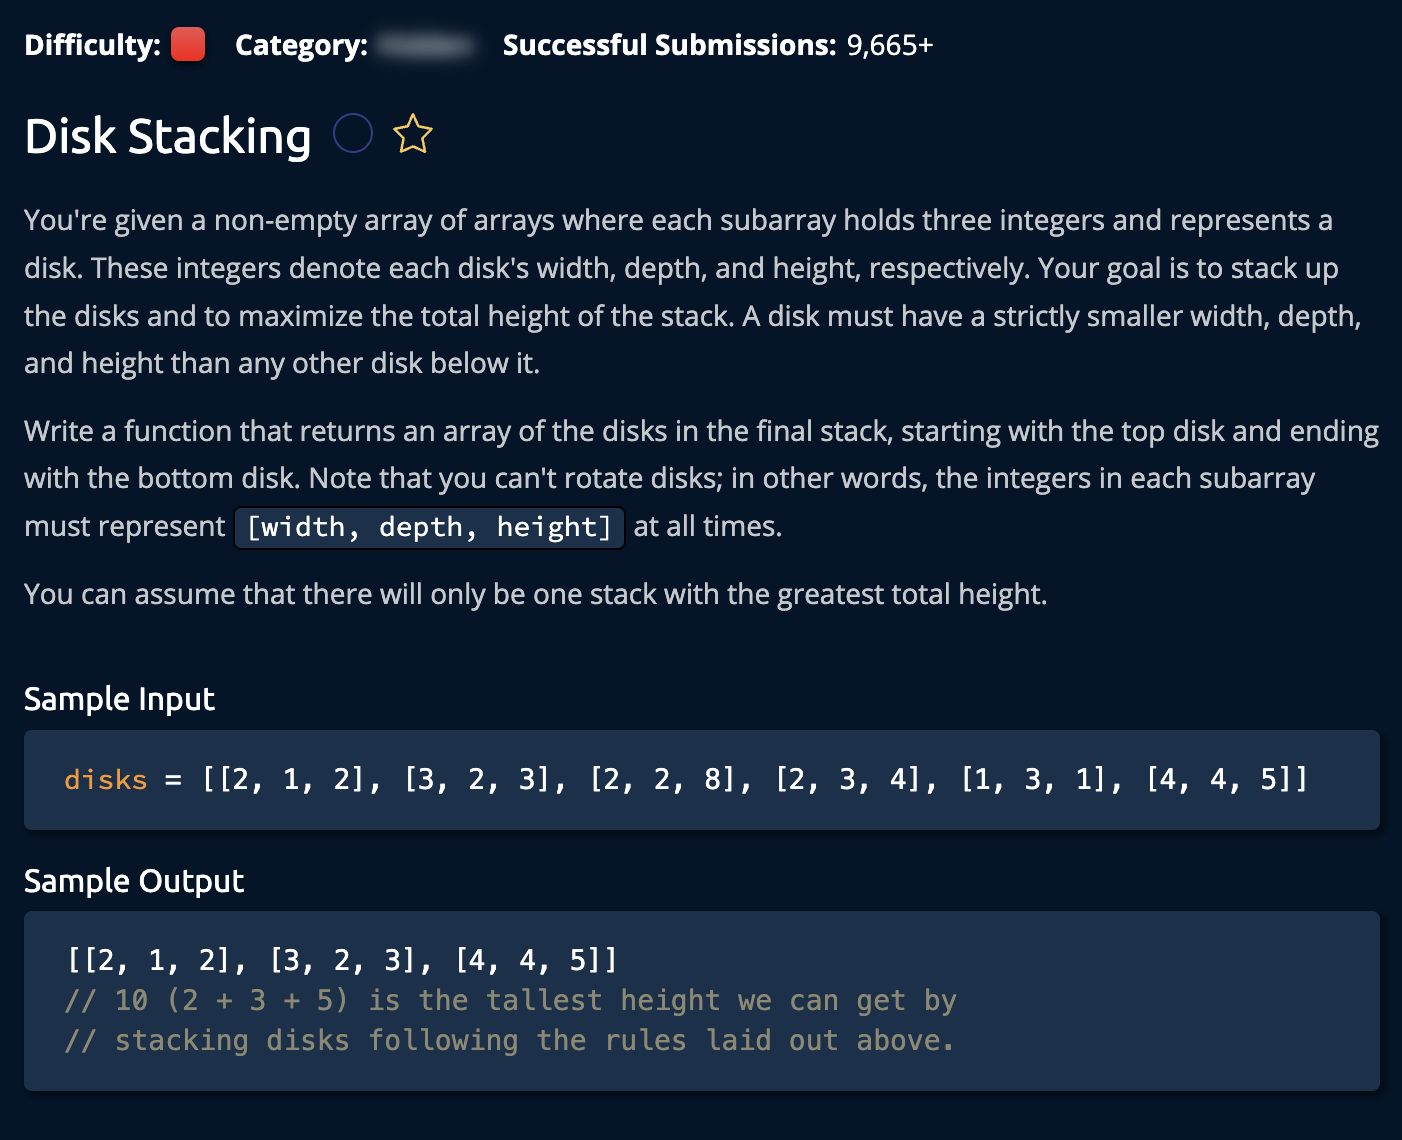 Difficulty: Category: Successful Submissions: 9,665+
Disk Stacking
You're given a non-empty array of arrays where each subarray holds three integers and represents a
disk. These integers denote each disk's width, depth, and height, respectively. Your goal is to stack up
the disks and to maximize the total height of the stack. A disk must have a strictly smaller width, depth,
and height than any other disk below it.
Write a function that returns an array of the disks in the final stack, starting with the top disk and ending
with the bottom disk. Note that you can't rotate disks; in other words, the integers in each subarray
must represent [width, depth, height] at all times.
You can assume that there will only be one stack with the greatest total height.
Sample Input
disks = [[2, 1, 2], [3, 2, 3], [2, 2, 8], [2, 3, 4], [1, 3, 1], [4, 4, 5]]
Sample Output
[[2, 1, 2], [3, 2, 3], [4, 4, 5]]
// 10 (2 + 3 + 5) is the tallest height we can get by
// stacking disks following the rules laid out above.